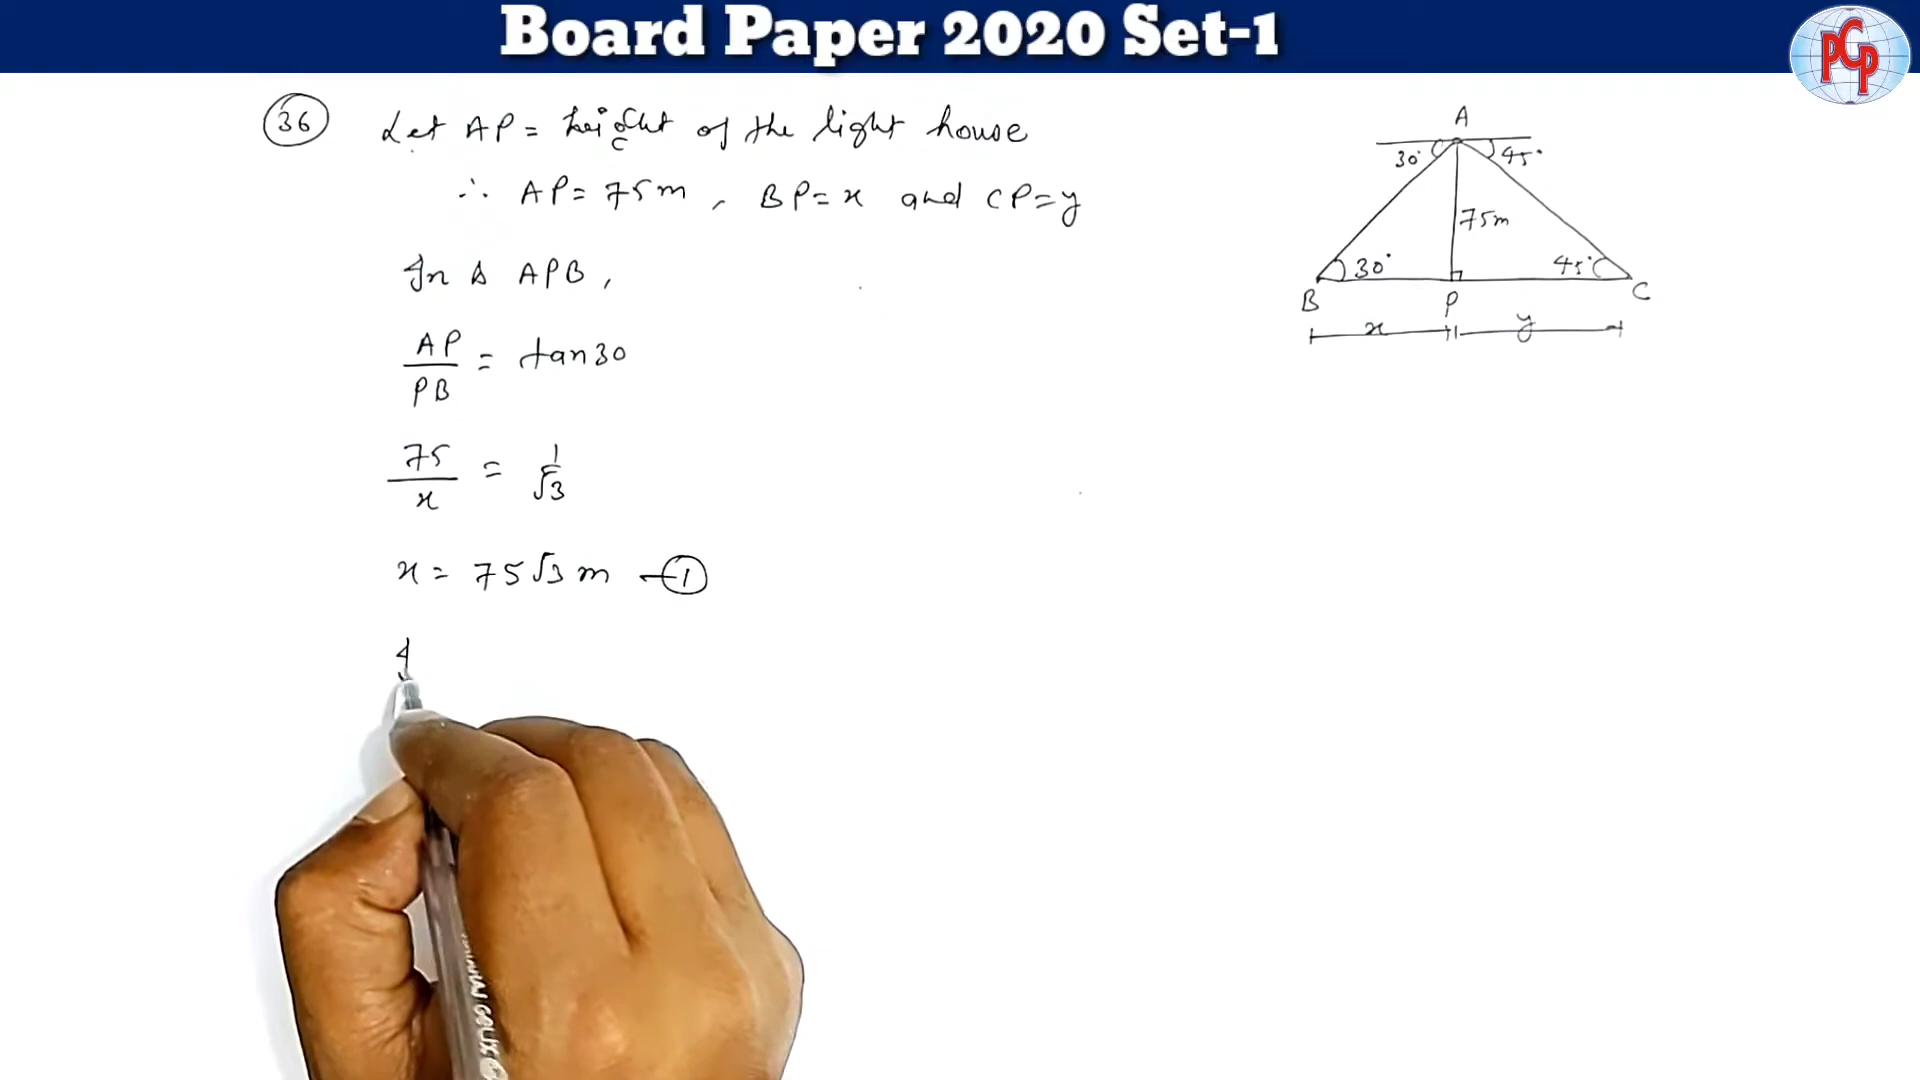 Board Paper 2020 Set-1
PCP
36 Let AP = height of the light house
∴ AP = 75m, BP = x and CP = y
In Δ APB,
AP/PB = tan30
75/x = 1/√3
x = 75√3 m —①
A
30° 45°
75m
30° 45°
B P C
x y